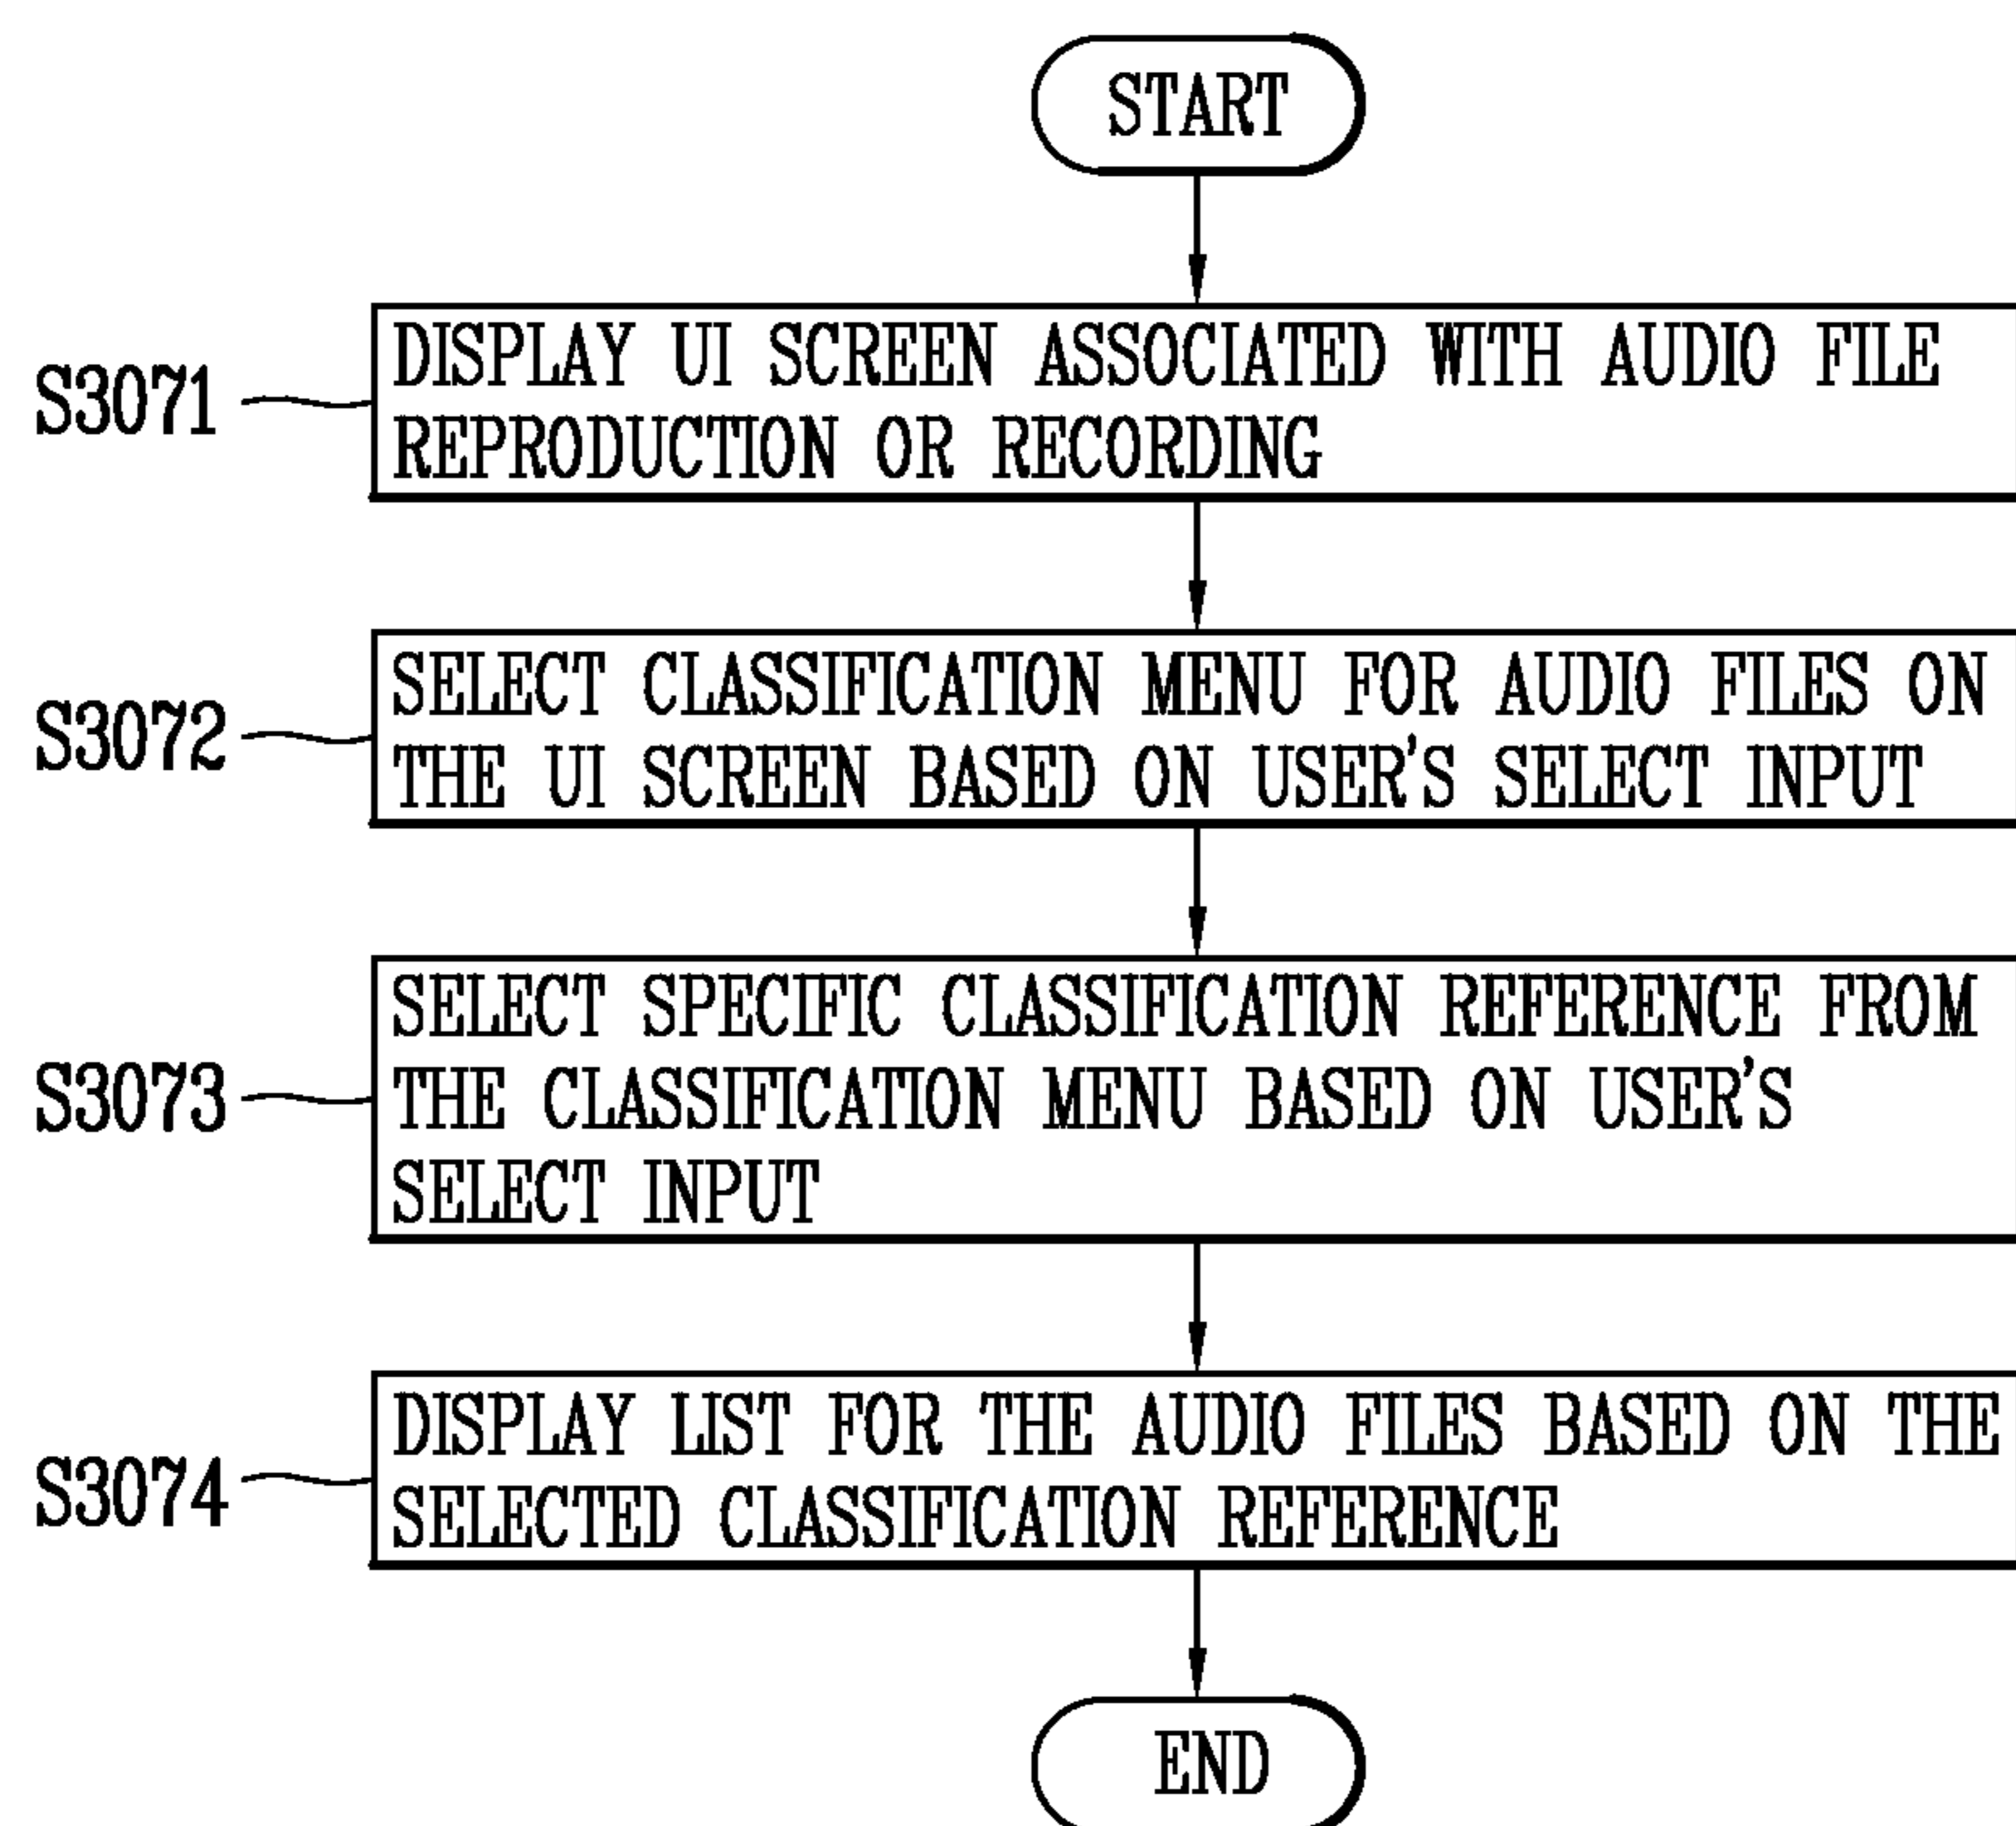 START
S3071
DISPLAY UI SCREEN ASSOCIATED WITH AUDIO FILE
REPRODUCTION OR RECORDING
S3072
SELECT CLASSIFICATION MENU FOR AUDIO FILES ON
THE UI SCREEN BASED ON USER'S SELECT INPUT
S3073
SELECT SPECIFIC CLASSIFICATION REFERENCE FROM
THE CLASSIFICATION MENU BASED ON USER'S
SELECT INPUT
S3074
DISPLAY LIST FOR THE AUDIO FILES BASED ON THE
SELECTED CLASSIFICATION REFERENCE
END